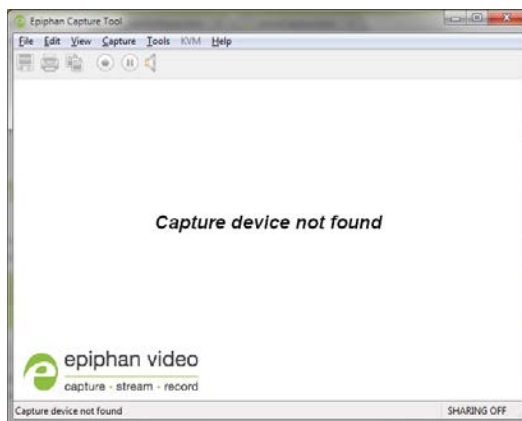 Epiphan Capture Tool
File Edit View Capture Tools KVM Help
Capture device not found
epiphan video
capture · stream · record
Capture device not found SHARING OFF